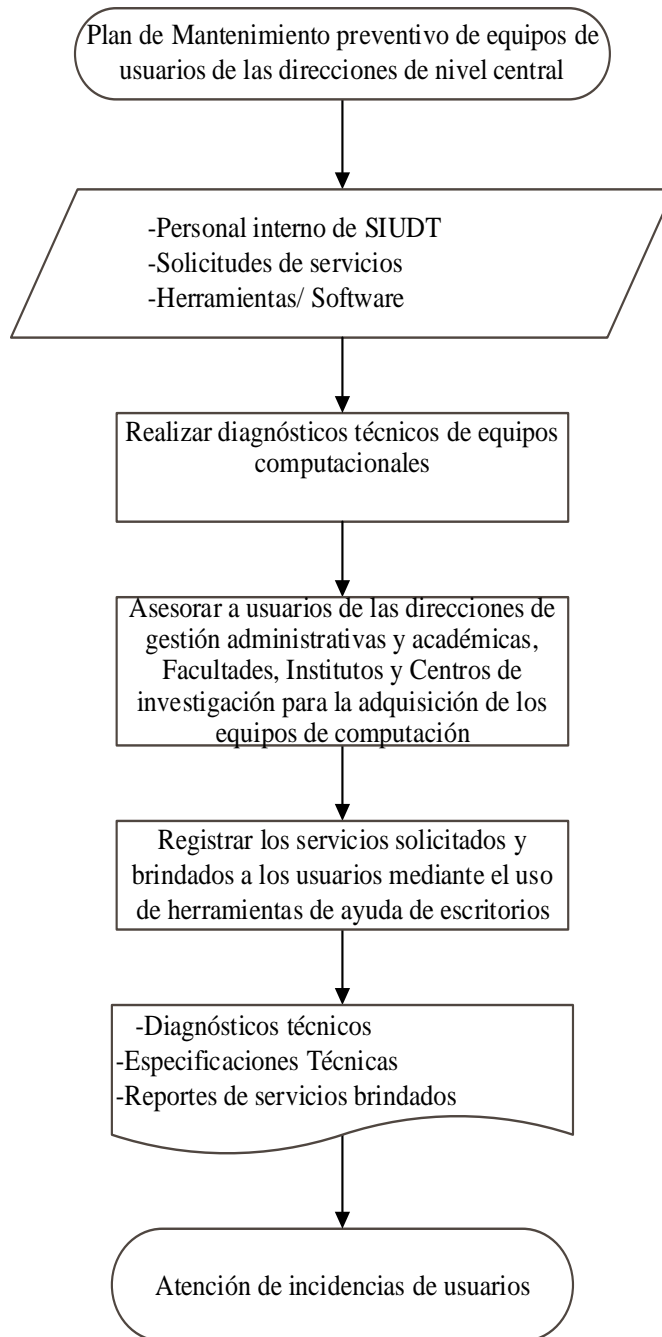 Plan de Mantenimiento preventivo de equipos de
usuarios de las direcciones de nivel central
-Personal interno de SIUDT
-Solicitudes de servicios
-Herramientas/ Software
Realizar diagnósticos técnicos de equipos
computacionales
Asesorar a usuarios de las direcciones de
gestión administrativas y académicas,
Facultades, Institutos y Centros de
investigación para la adquisición de los
equipos de computación
Registrar los servicios solicitados y
brindados a los usuarios mediante el uso
de herramientas de ayuda de escritorios
-Diagnósticos técnicos
-Especificaciones Técnicas
-Reportes de servicios brindados
Atención de incidencias de usuarios